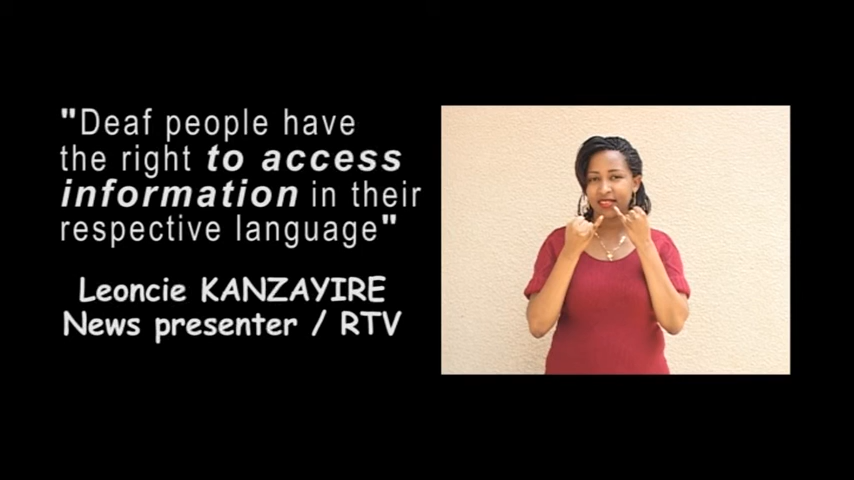 "Deaf people have
the right to access
information in their
respective language"
Leoncie KANZAYIRE
News presenter / RTV